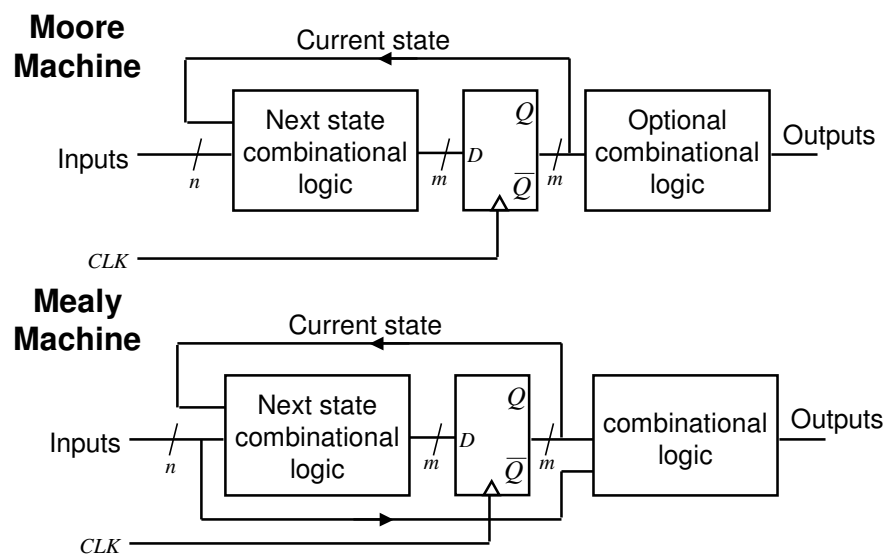 Moore
Machine
Current state
Next state
combinational
logic
Inputs
n
m
D
Q
Q̅
m
Optional
combinational
logic
Outputs
CLK
Mealy
Machine
Current state
Next state
combinational
logic
Inputs
n
m
D
Q
Q̅
m
combinational
logic
Outputs
CLK